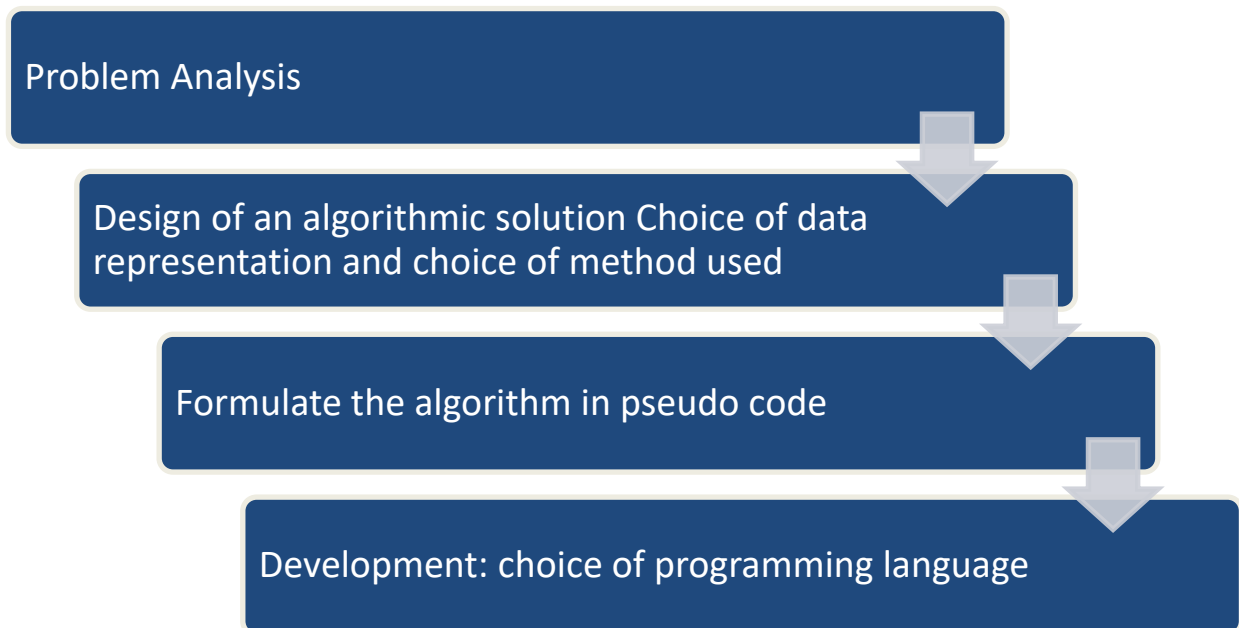 Problem Analysis
Design of an algorithmic solution Choice of data
representation and choice of method used
Formulate the algorithm in pseudo code
Development: choice of programming language